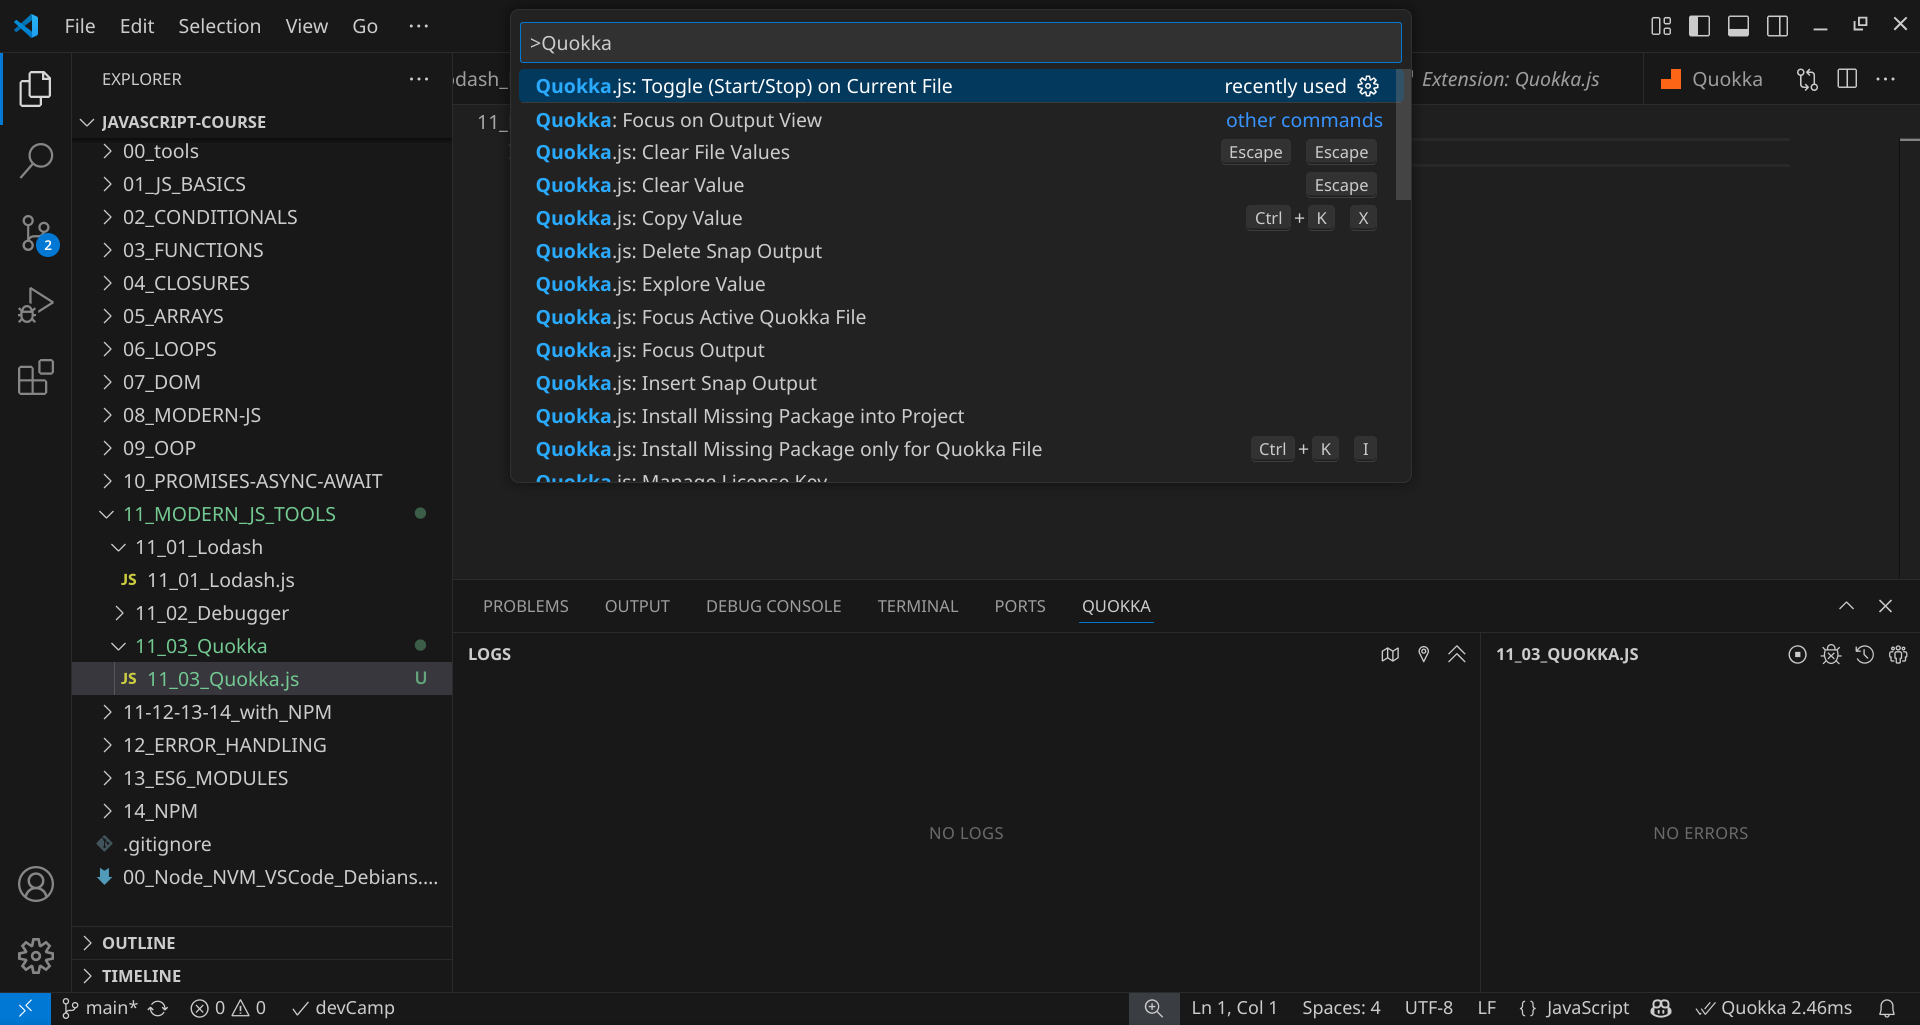 File Edit Selection View Go ···
>Quokka
Quokka.js: Toggle (Start/Stop) on Current File recently used
Quokka: Focus on Output View other commands
Quokka.js: Clear File Values Escape Escape
Quokka.js: Clear Value Escape
Quokka.js: Copy Value Ctrl + K X
Quokka.js: Delete Snap Output
Quokka.js: Explore Value
Quokka.js: Focus Active Quokka File
Quokka.js: Focus Output
Quokka.js: Insert Snap Output
Quokka.js: Install Missing Package into Project
Quokka.js: Install Missing Package only for Quokka File Ctrl + K I
Quokka.js: Manage License Key
odash_ Extension: Quokka.js Quokka
11_
EXPLORER
JAVASCRIPT-COURSE
00_tools
01_JS_BASICS
02_CONDITIONALS
03_FUNCTIONS
04_CLOSURES
05_ARRAYS
06_LOOPS
07_DOM
08_MODERN-JS
09_OOP
10_PROMISES-ASYNC-AWAIT
11_MODERN_JS_TOOLS
11_01_Lodash
JS 11_01_Lodash.js
11_02_Debugger
11_03_Quokka
JS 11_03_Quokka.js U
11-12-13-14_with_NPM
12_ERROR_HANDLING
13_ES6_MODULES
14_NPM
.gitignore
00_Node_NVM_VSCode_Debians....
OUTLINE
TIMELINE
2
PROBLEMS OUTPUT DEBUG CONSOLE TERMINAL PORTS QUOKKA
LOGS
NO LOGS
11_03_QUOKKA.JS
NO ERRORS
main* 0 0 devCamp Ln 1, Col 1 Spaces: 4 UTF-8 LF {} JavaScript Quokka 2.46ms